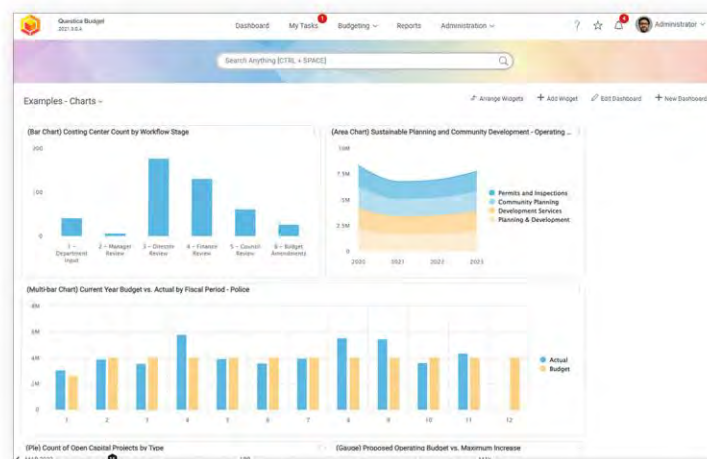 Questica Budget
Dashboard My Tasks 1 Budgeting Reports Administration ? 4 Administrator
Search Anything [CTRL + SPACE]
Examples - Charts
Arrange Widgets + Add Widget Edit Dashboard + New Dashboard
(Bar Chart) Costing Center Count by Workflow Stage
200
100
0
1 - Department Input
2 - Manager Review
3 - Director Review
4 - Finance Review
5 - Council Review
6 - Budget Amendments
(Area Chart) Sustainable Planning and Community Development - Operating ...
7.5M
5M
2.5M
0
2020 2021 2022 2023
Permits and Inspections
Community Planning
Development Services
Planning & Development
(Multi-bar Chart) Current Year Budget vs. Actual by Fiscal Period - Police
4M
2M
0
1 2 3 4 5 6 7 8 9 10 11 12
Actual
Budget
(Pie) Count of Open Capital Projects by Type
(Gauge) Proposed Operating Budget vs. Maximum Increase